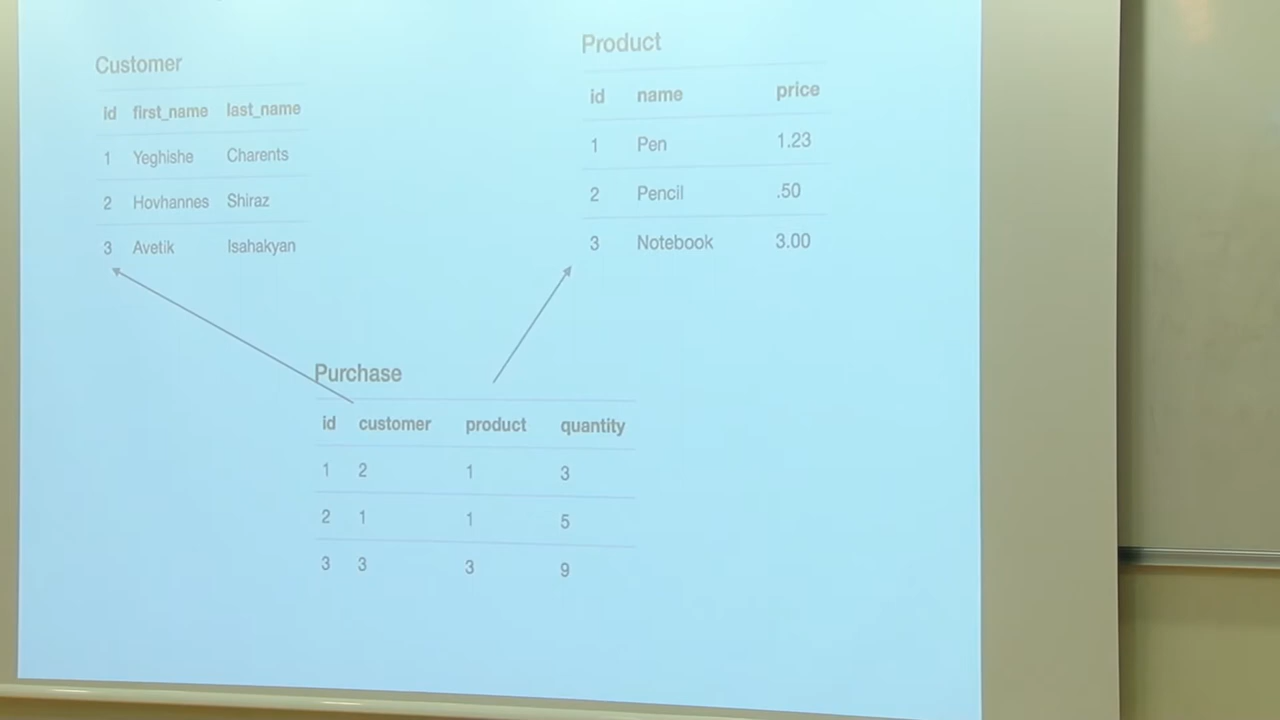 Customer
id first_name last_name
1 Yeghishe Charents
2 Hovhannes Shiraz
3 Avetik Isahakyan
Product
id name price
1 Pen 1.23
2 Pencil .50
3 Notebook 3.00
Purchase
id customer product quantity
1 2 1 3
2 1 1 5
3 3 3 9